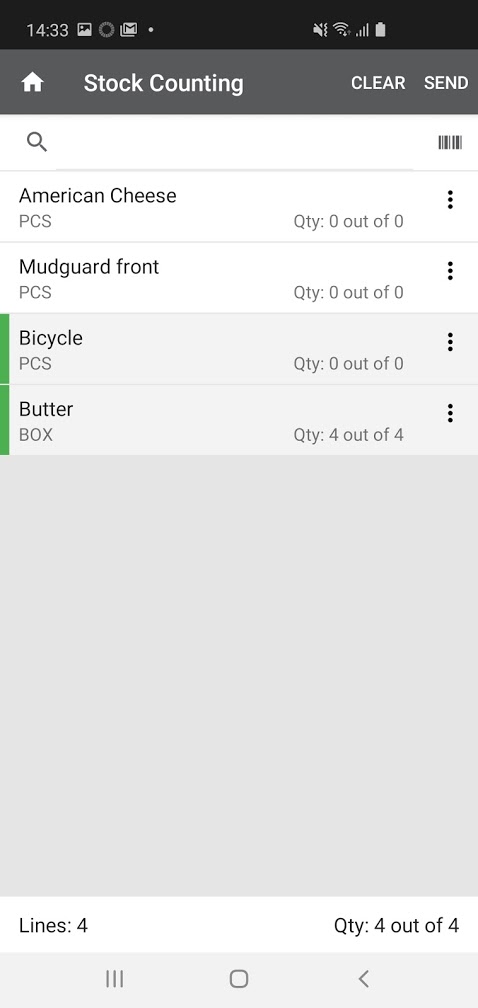 14:33
Stock Counting CLEAR SEND
American Cheese
PCS Qty: 0 out of 0
Mudguard front
PCS Qty: 0 out of 0
Bicycle
PCS Qty: 0 out of 0
Butter
BOX Qty: 4 out of 4
Lines: 4 Qty: 4 out of 4